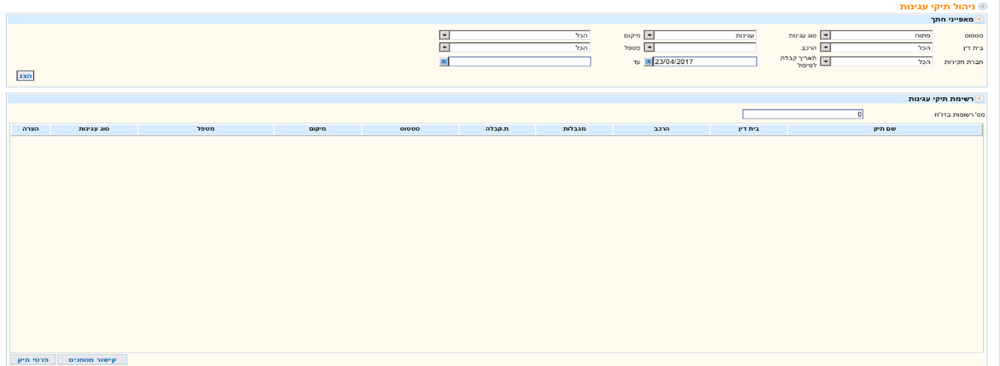 ניהול תיקי עגינות
מאפייני חתך
סטטוס פתוח סוג עגינות עגינות מיקום הכל
בית דין הכל הרכב מטפל הכל
חברת חקירות הכל תאריך קבלה לטיפול 23/04/2017 עד
הצג
רשימת תיקי עגינות
מס' רשומות בדו"ח 0
שם תיק בית דין הרכב מגבלות ת.קבלה סטטוס מיקום מטפל סוג עגינות הערה
קישור מסמכים פרטי תיק